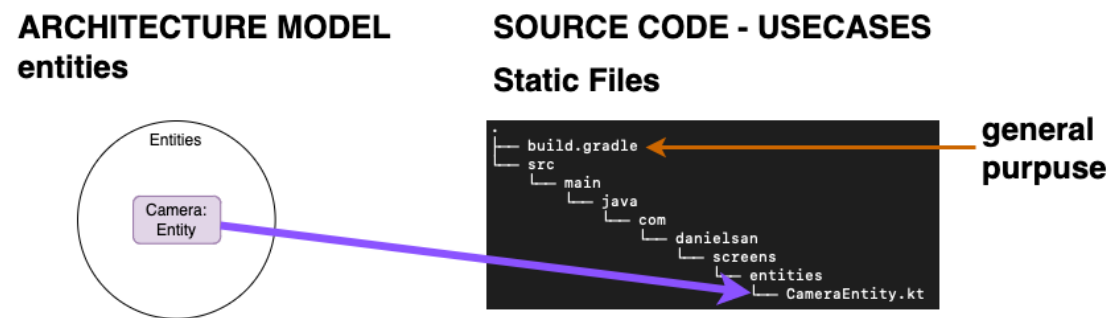 ARCHITECTURE MODEL
entities
Entities
Camera:
Entity
SOURCE CODE - USECASES
Static Files
.
├── build.gradle
└── src
└── main
└── java
└── com
└── danielsan
└── screens
└── entities
└── CameraEntity.kt
general
purpuse